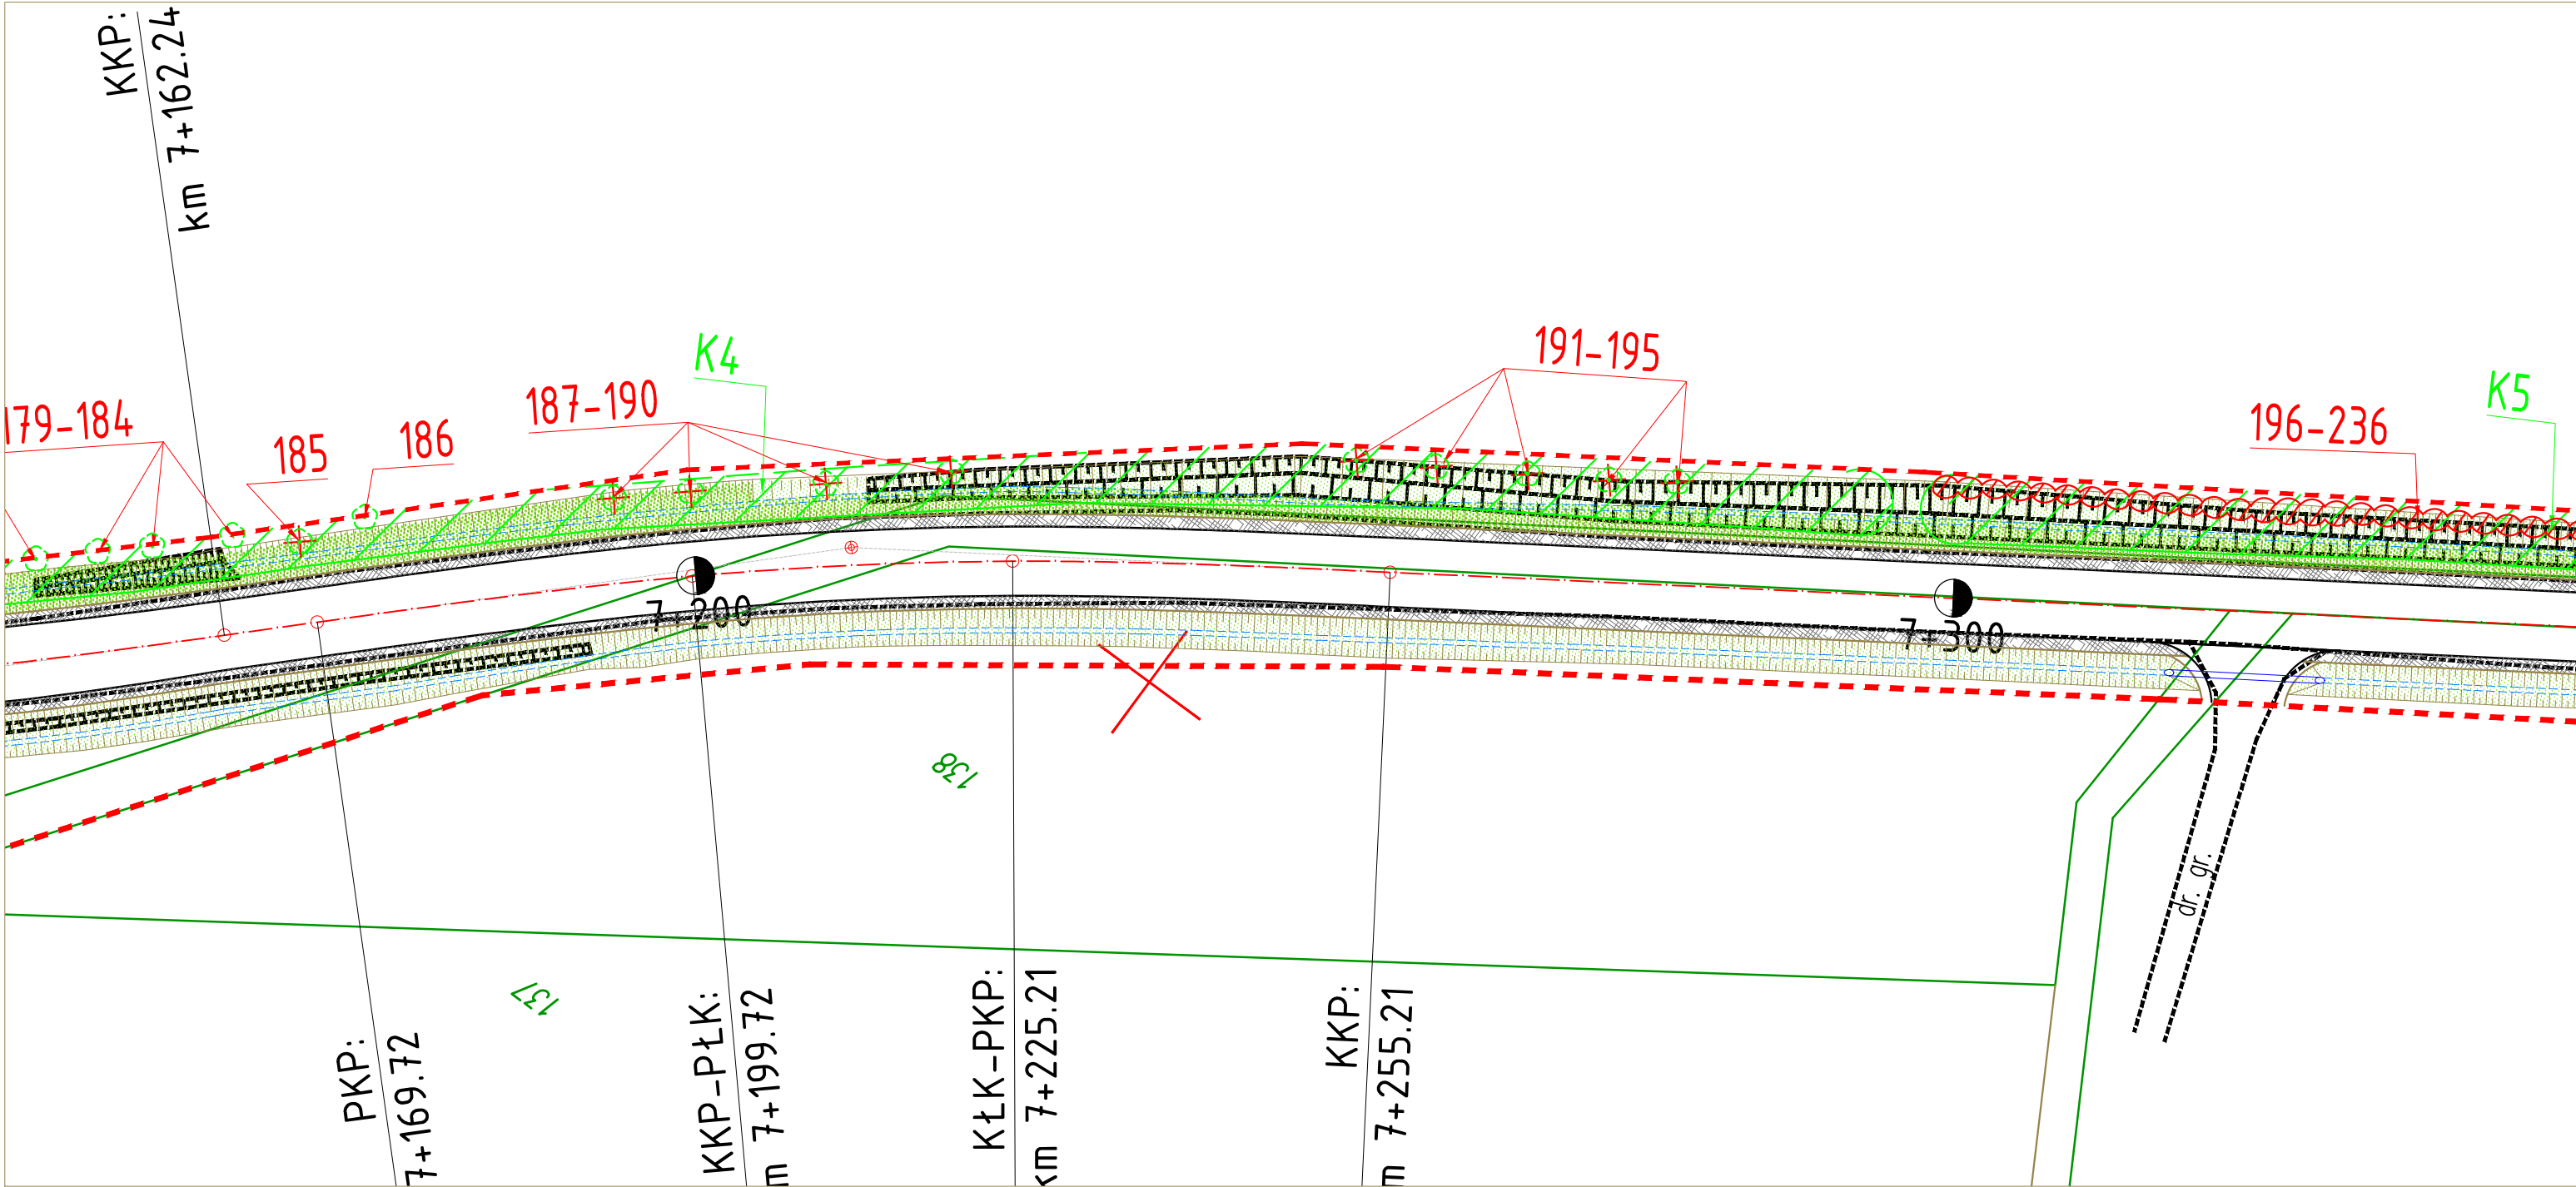 KKP:
km 7+162.24
179-184
185
186
187-190
K4
191-195
196-236
K5
7+200
7+300
138
137
dr. gr.
PKP:
7+169.72
KKP-PŁK:
m 7+199.72
KŁK-PKP:
km 7+225.21
KKP:
m 7+255.21